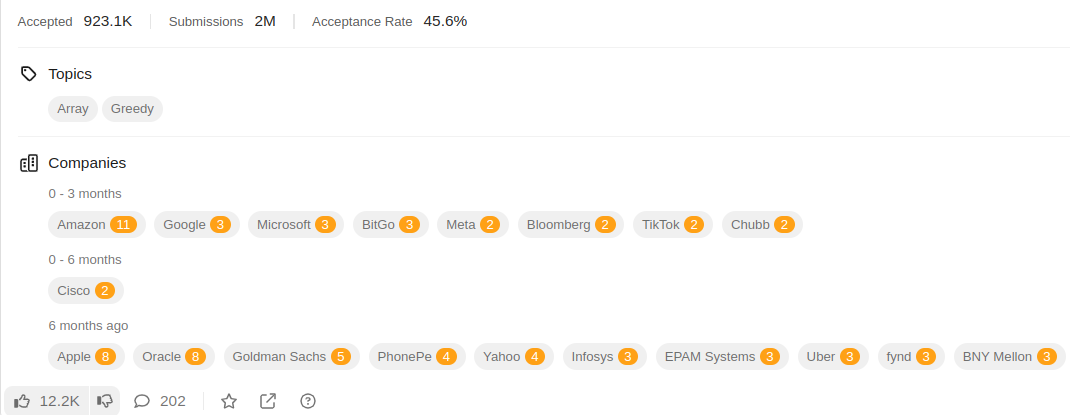 Accepted 923.1K Submissions 2M Acceptance Rate 45.6%
Topics
Array Greedy
Companies
0 - 3 months
Amazon 11 Google 3 Microsoft 3 BitGo 3 Meta 2 Bloomberg 2 TikTok 2 Chubb 2
0 - 6 months
Cisco 2
6 months ago
Apple 8 Oracle 8 Goldman Sachs 5 PhonePe 4 Yahoo 4 Infosys 3 EPAM Systems 3 Uber 3 fynd 3 BNY Mellon 3
12.2K 202